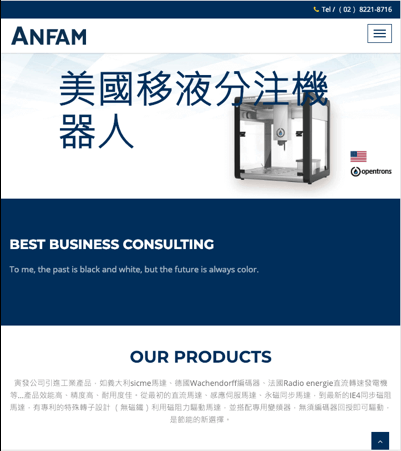 Tel / ( 02 ) 8221-8716
ANFAM
美國移液分注機
器人
opentrons
BEST BUSINESS CONSULTING
To me, the past is black and white, but the future is always color.
OUR PRODUCTS
興發公司引進工業產品，如義大利sicme馬達、德國Wachendorff編碼器、法國Radio energie直流轉速發電機
等...產品效能高、精度高、耐用度佳。從最初的直流馬達、感應伺服馬達、永磁同步馬達，到最新的IE4同步磁阻
馬達，有專利的特殊轉子設計 （ 無磁鐵 ）利用磁阻力驅動馬達，並搭配專用變頻器，無須編碼器回授即可驅動，
是節能的新選擇。